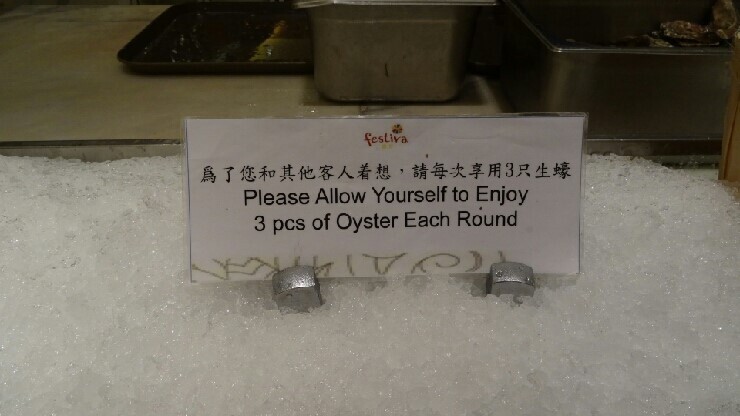 festiva
爲了您和其他客人着想，請每次享用3只生蠔
Please Allow Yourself to Enjoy
3 pcs of Oyster Each Round